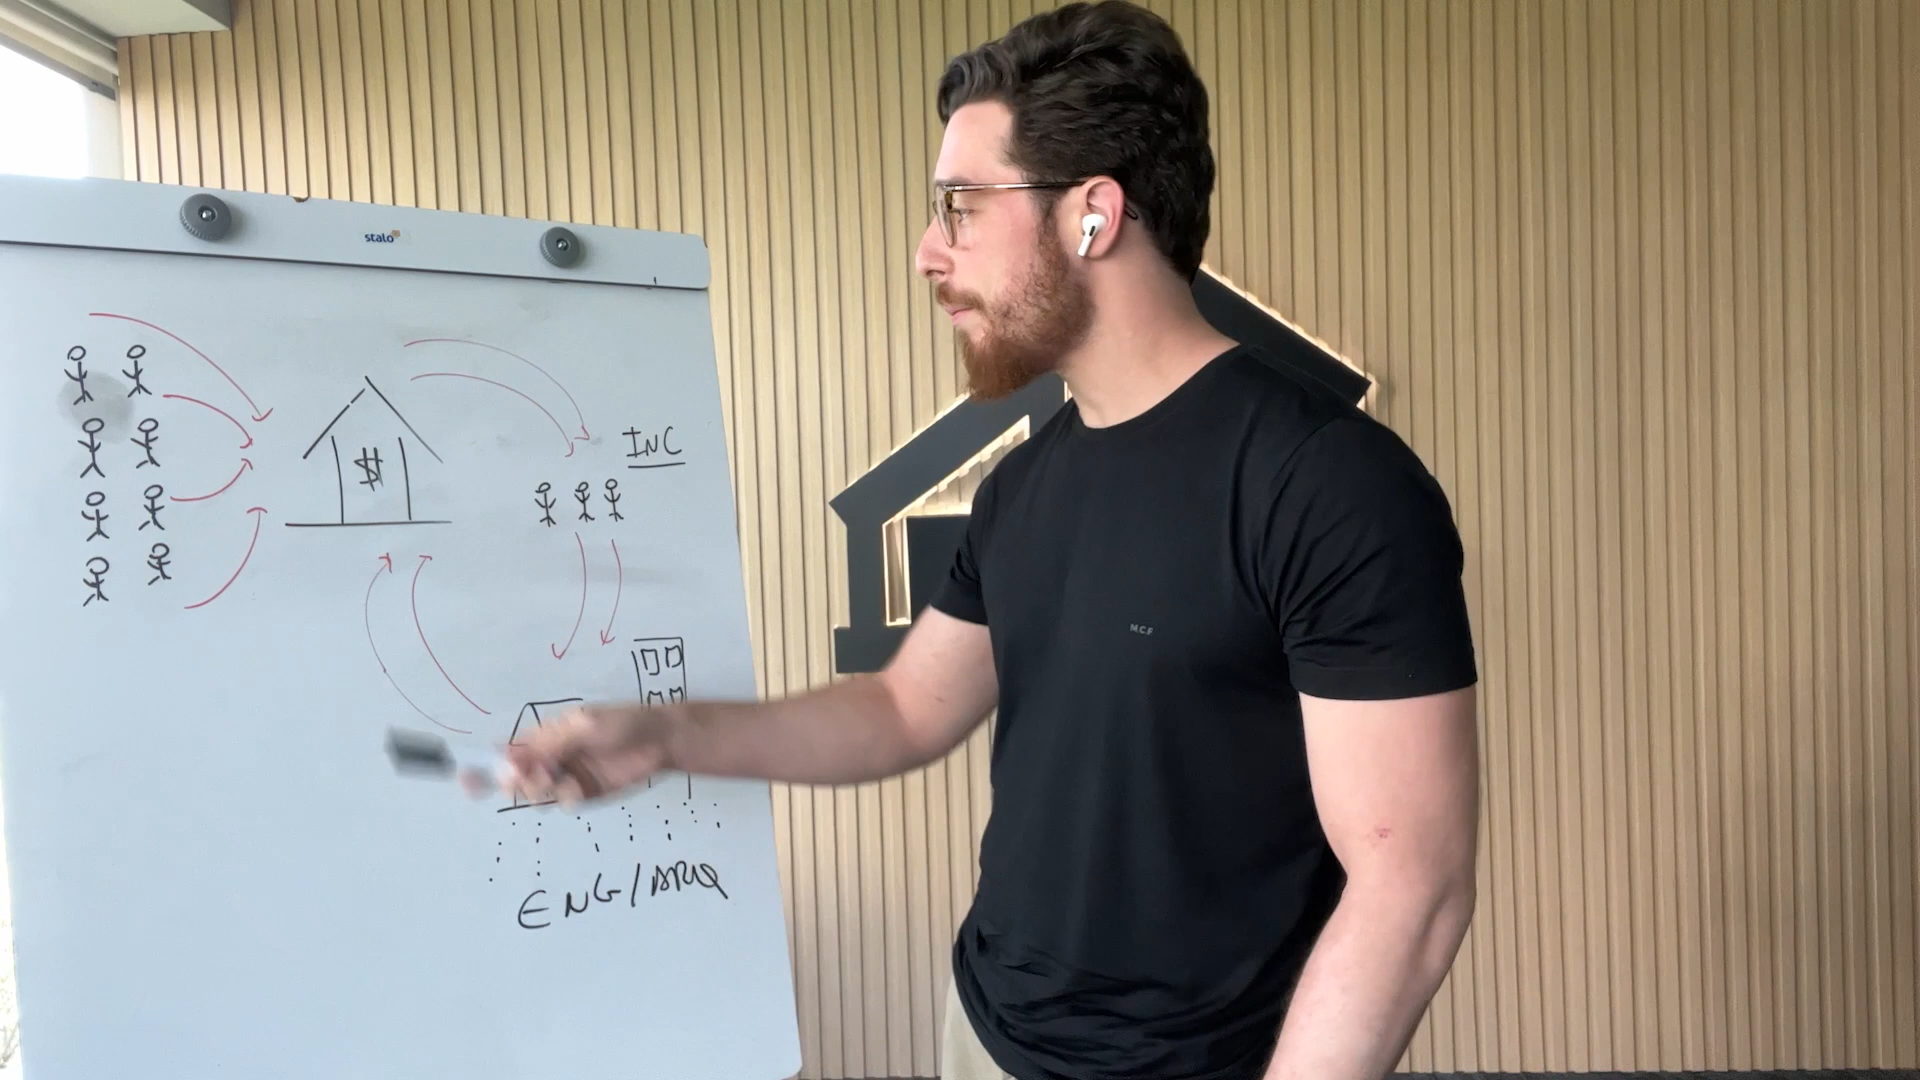 stalo
$
INC
M.C.F
ENG/ARQ